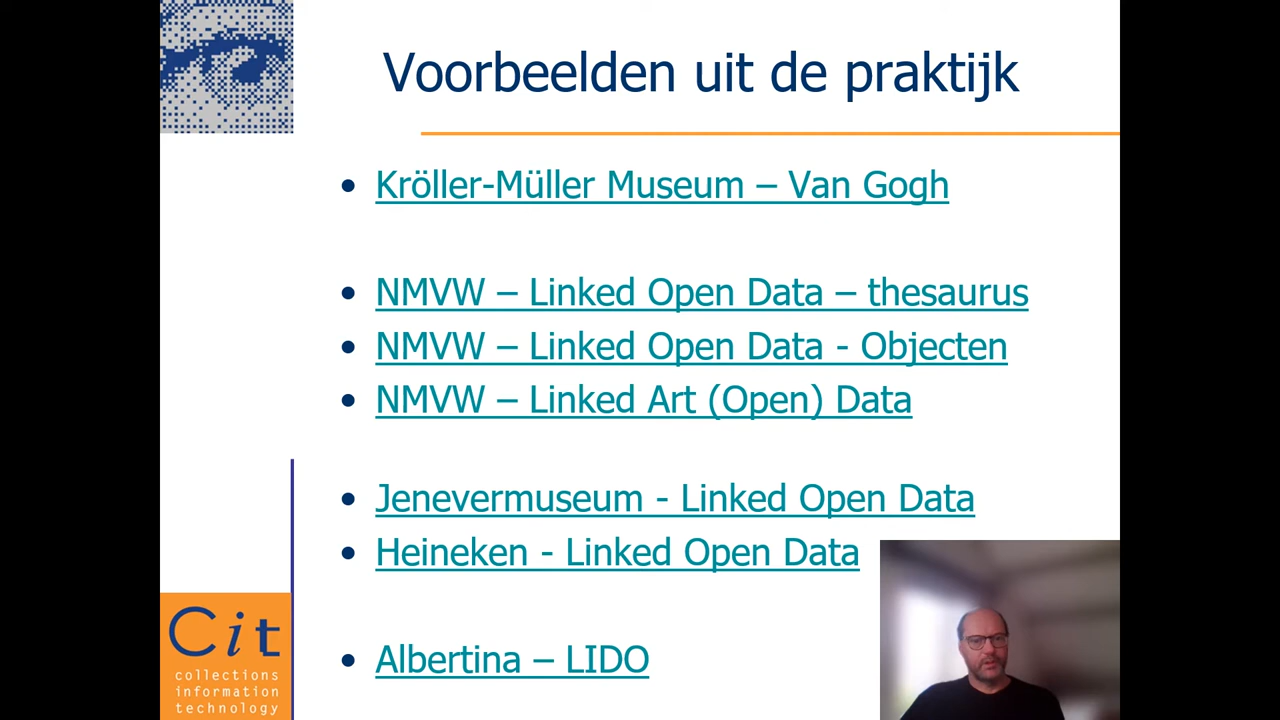 Voorbeelden uit de praktijk
• Kröller-Müller Museum – Van Gogh
• NMVW – Linked Open Data – thesaurus
• NMVW – Linked Open Data - Objecten
• NMVW – Linked Art (Open) Data
• Jenevermuseum - Linked Open Data
• Heineken - Linked Open Data
• Albertina – LIDO
Cit
collections
information
technology